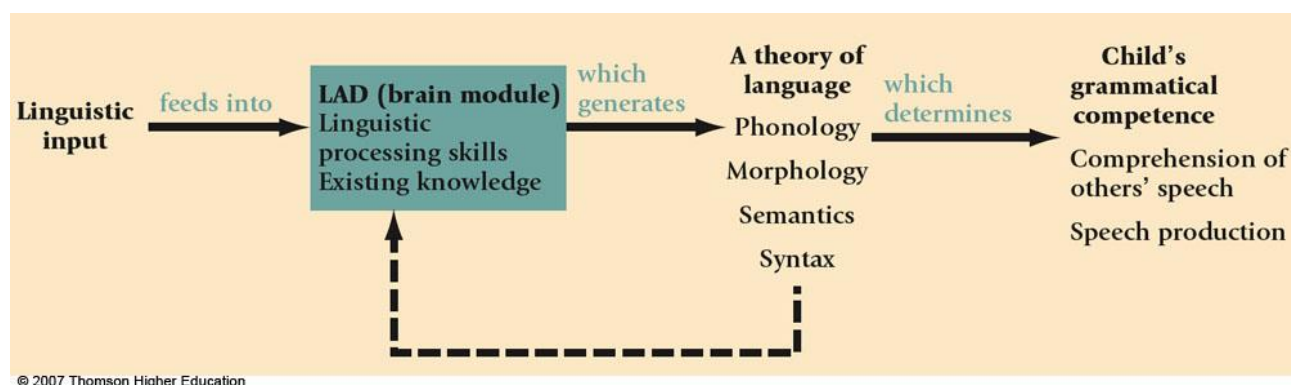 Linguistic
input
feeds into
LAD (brain module)
Linguistic
processing skills
Existing knowledge
which
generates
A theory of
language
Phonology
Morphology
Semantics
Syntax
which
determines
Child's
grammatical
competence
Comprehension of
others' speech
Speech production
© 2007 Thomson Higher Education